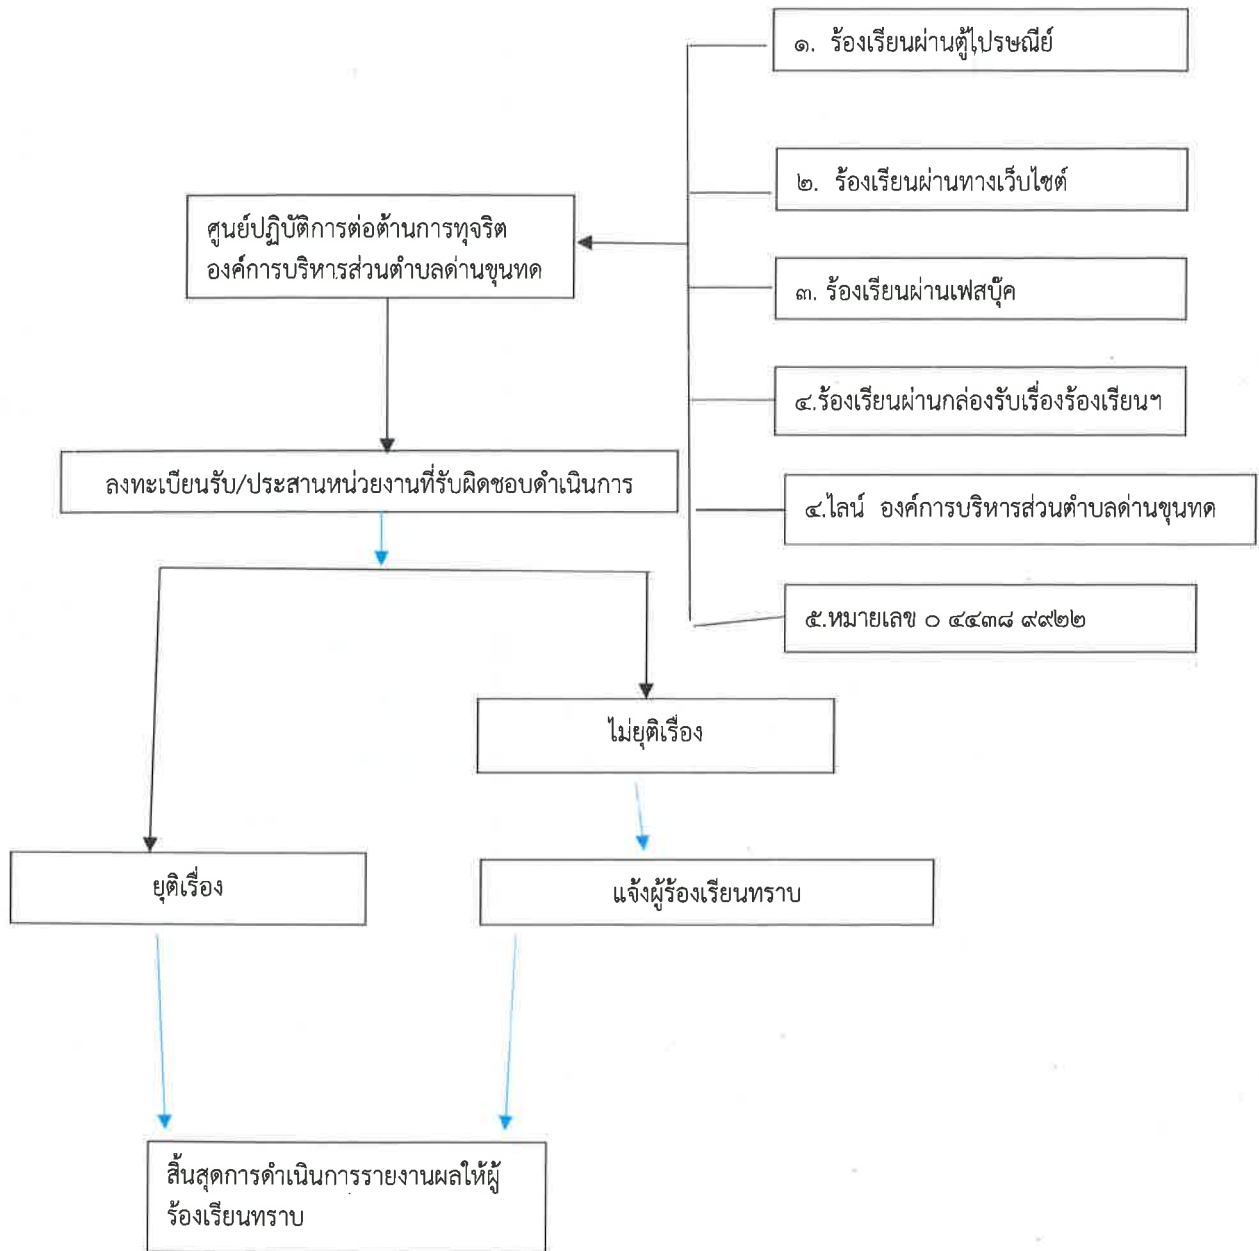 ๑. ร้องเรียนผ่านตู้ไปรษณีย์
๒. ร้องเรียนผ่านทางเว็บไซต์
ศูนย์ปฏิบัติการต่อต้านการทุจริต
องค์การบริหารส่วนตำบลด่านขุนทด
๓. ร้องเรียนผ่านเฟสบุ๊ค
๔.ร้องเรียนผ่านกล่องรับเรื่องร้องเรียนฯ
ลงทะเบียนรับ/ประสานหน่วยงานที่รับผิดชอบดำเนินการ
๔.ไลน์ องค์การบริหารส่วนตำบลด่านขุนทด
๕.หมายเลข ๐ ๔๔๓๘ ๙๙๒๒
ไม่ยุติเรื่อง
ยุติเรื่อง
แจ้งผู้ร้องเรียนทราบ
สิ้นสุดการดำเนินการรายงานผลให้ผู้
ร้องเรียนทราบ